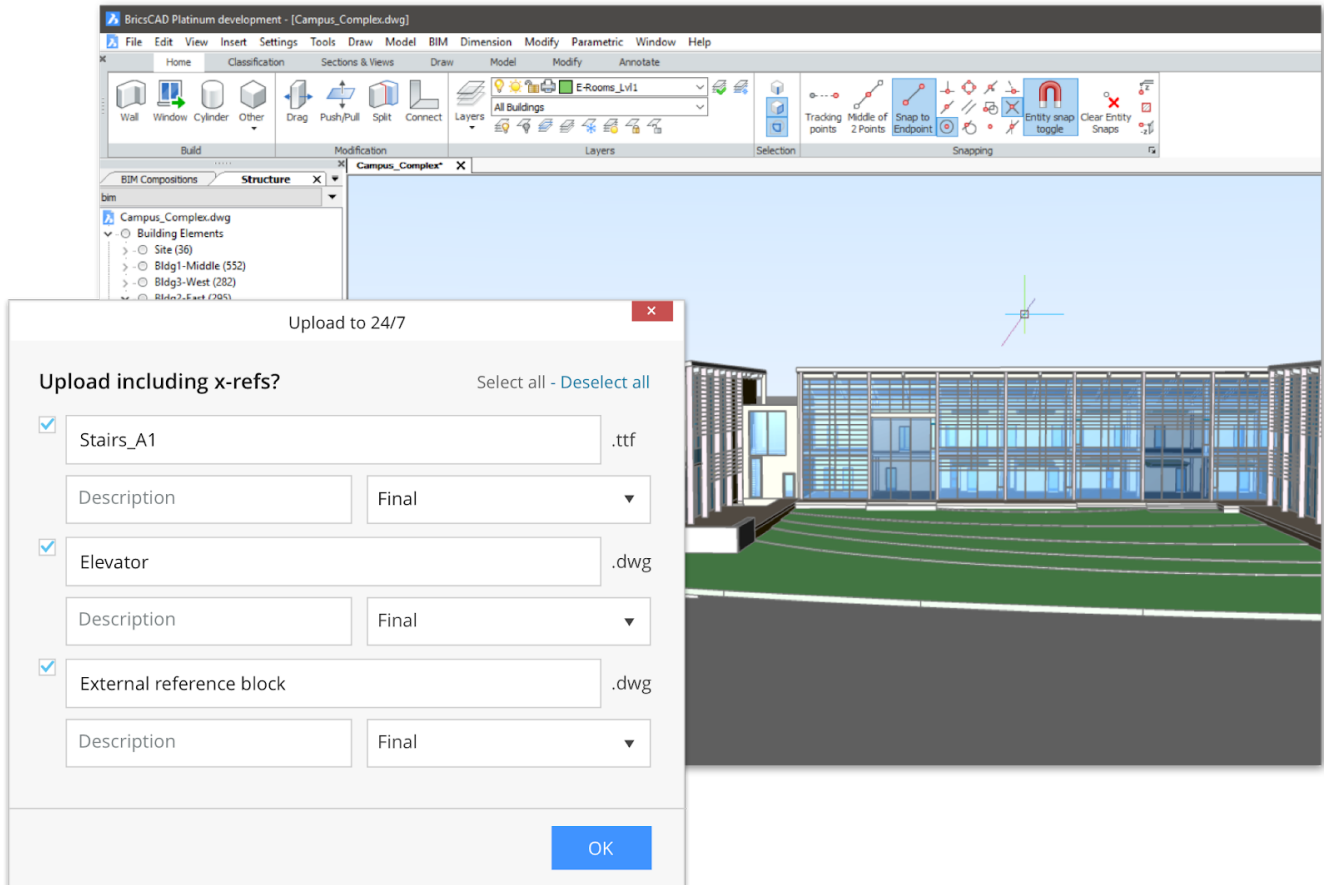 BricsCAD Platinum development - [Campus_Complex.dwg]
File Edit View Insert Settings Tools Draw Model BIM Dimension Modify Parametric Window Help
Home Classification Sections & Views Draw Model Modify Annotate
E-Rooms_Lvl1
All Buildings
Wall Window Cylinder Other Drag Push/Pull Split Connect Layers
Tracking points Middle of 2 Points Snap to Endpoint Entity snap toggle Clear Entity Snaps
Build Modification Layers Selection Snapping
Campus_Complex*
BIM Compositions Structure
bim
Campus_Complex.dwg
Building Elements
Site (36)
Bldg1-Middle (552)
Bldg3-West (282)
Bldg2-East (295)
Upload to 24/7
Upload including x-refs? Select all - Deselect all
Stairs_A1 .ttf
Description Final
Elevator .dwg
Description Final
External reference block .dwg
Description Final
OK